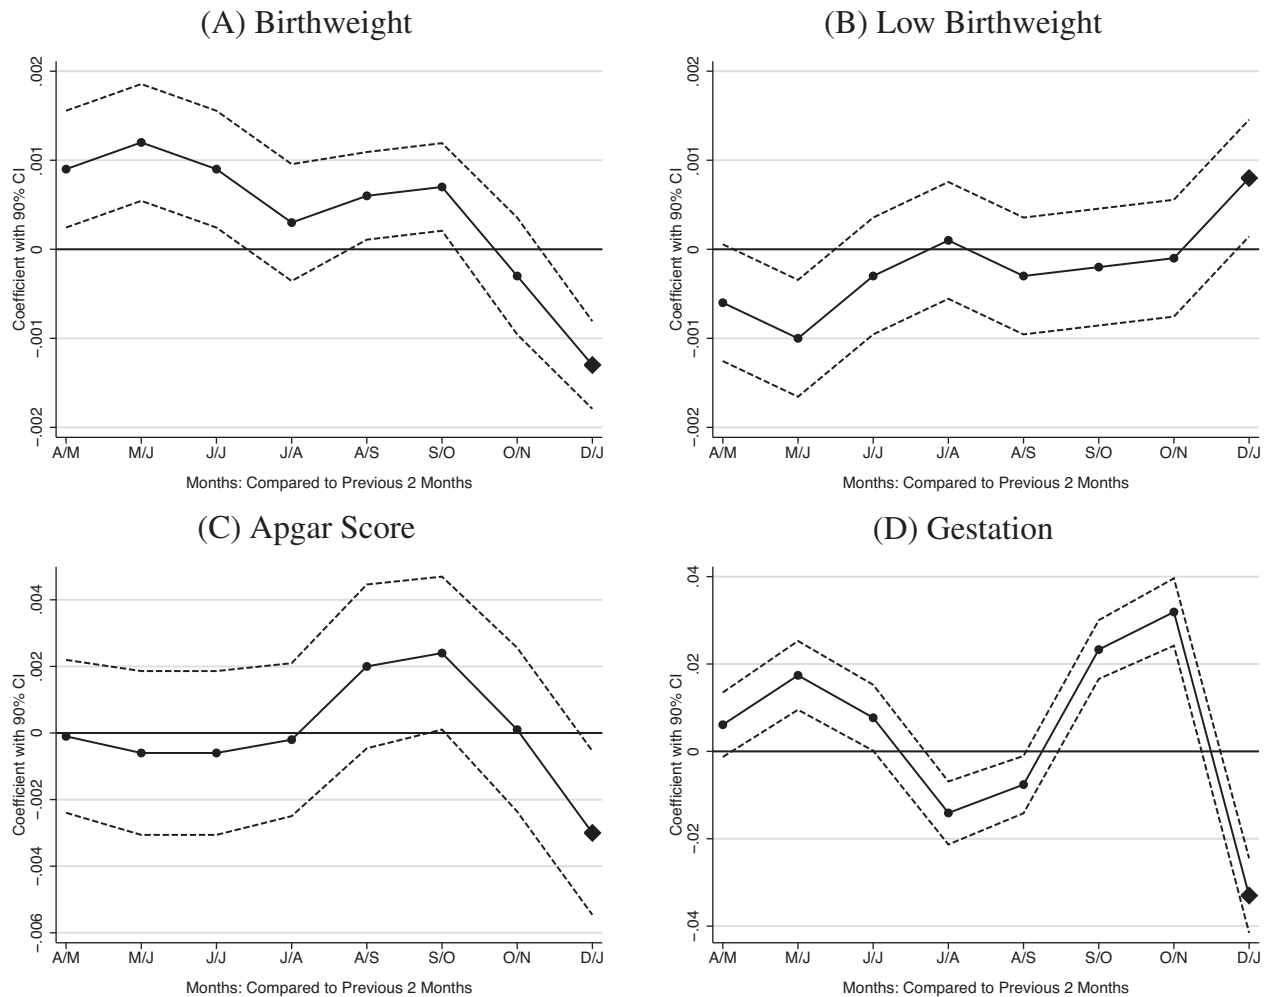 (A) Birthweight
Coefficient with 90% CI
.002
.001
0
−.001
−.002
A/M M/J J/J J/A A/S S/O O/N D/J
Months: Compared to Previous 2 Months
(B) Low Birthweight
Coefficient with 90% CI
.002
.001
0
−.001
−.002
A/M M/J J/J J/A A/S S/O O/N D/J
Months: Compared to Previous 2 Months
(C) Apgar Score
Coefficient with 90% CI
.004
.002
0
−.002
−.004
−.006
A/M M/J J/J J/A A/S S/O O/N D/J
Months: Compared to Previous 2 Months
(D) Gestation
Coefficient with 90% CI
.04
.02
0
−.02
−.04
A/M M/J J/J J/A A/S S/O O/N D/J
Months: Compared to Previous 2 Months